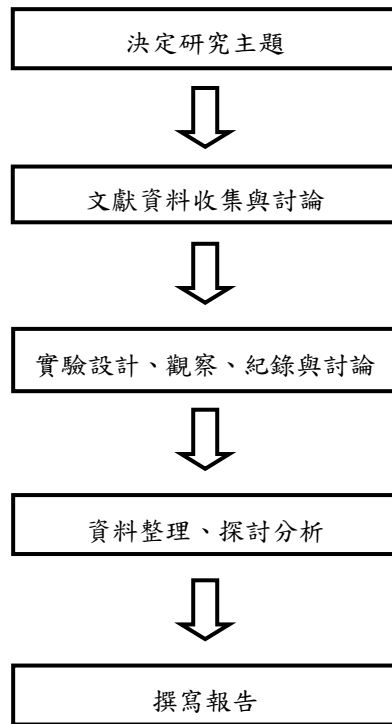 決定研究主題
文獻資料收集與討論
實驗設計、觀察、紀錄與討論
資料整理、探討分析
撰寫報告